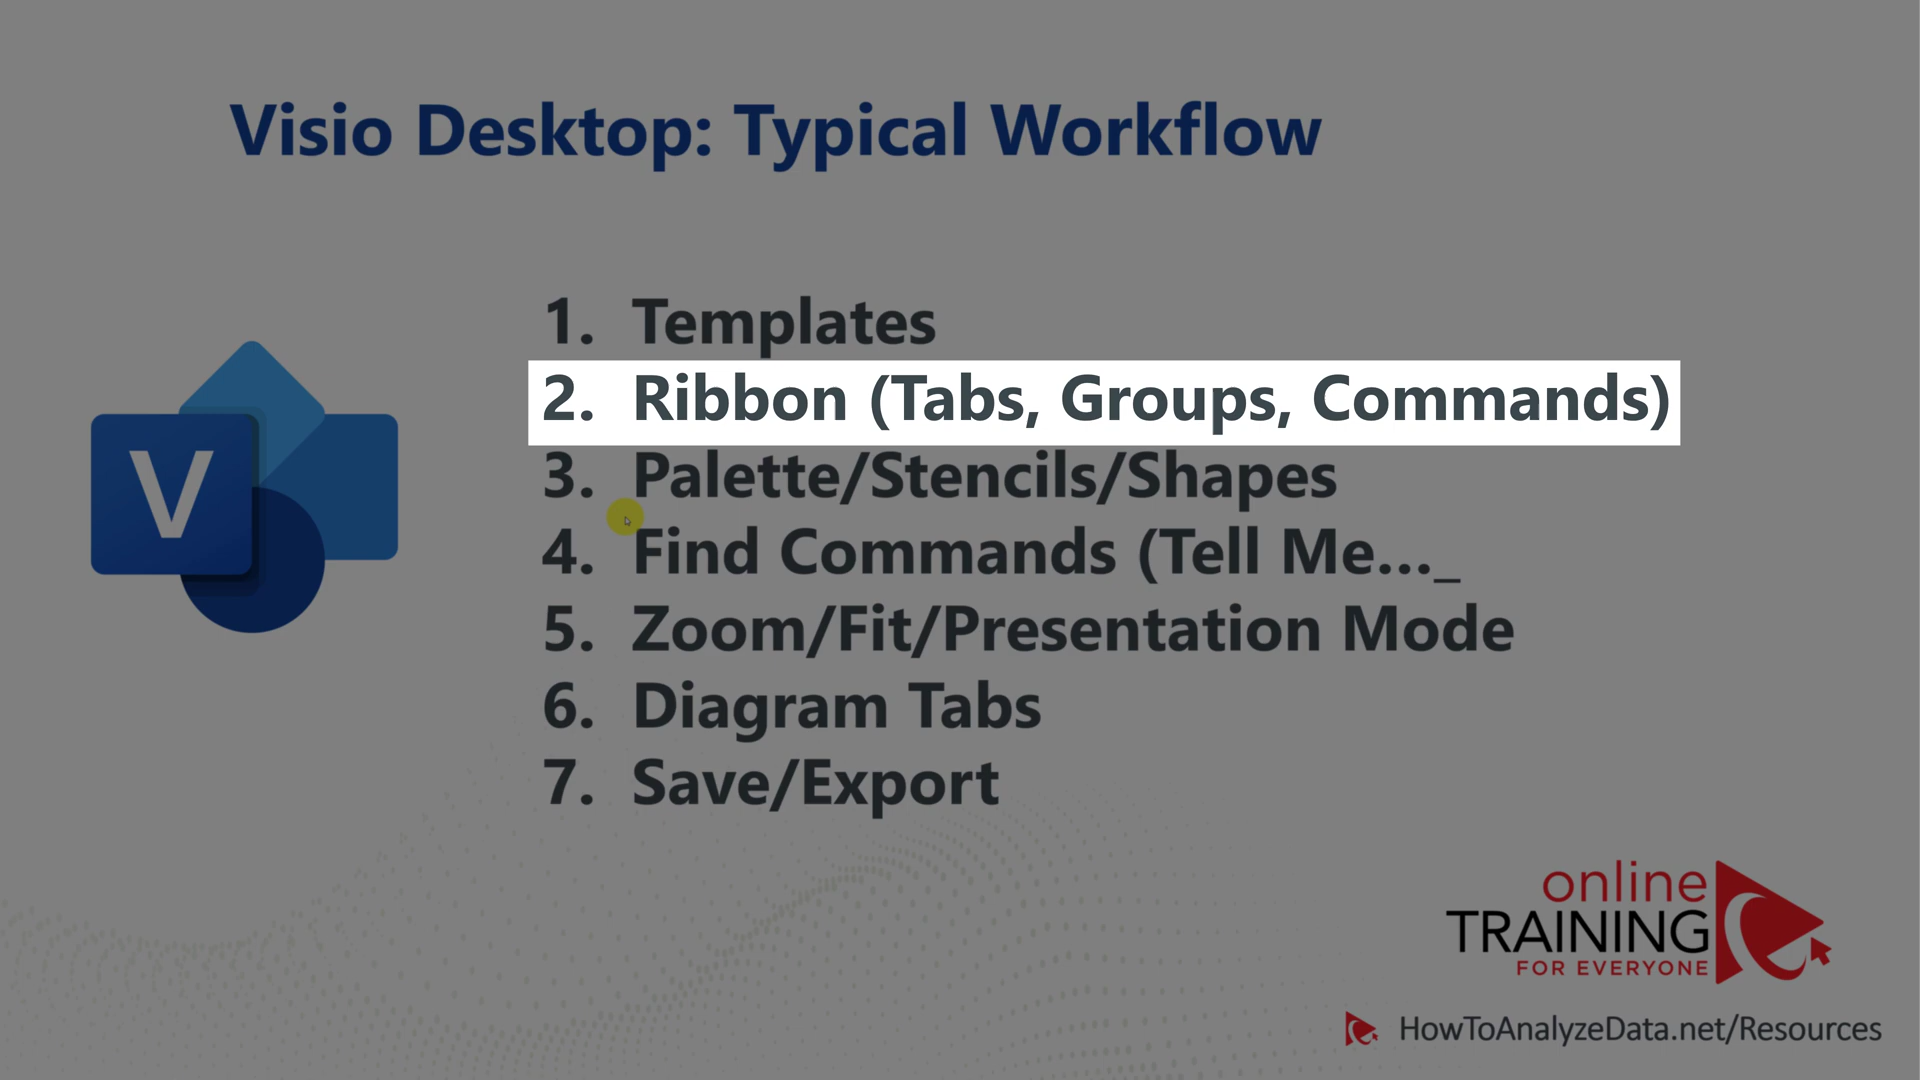 Visio Desktop: Typical Workflow
1. Templates
2. Ribbon (Tabs, Groups, Commands)
3. Palette/Stencils/Shapes
4. Find Commands (Tell Me..._
5. Zoom/Fit/Presentation Mode
6. Diagram Tabs
7. Save/Export
V
online
TRAINING
FOR EVERYONE
HowToAnalyzeData.net/Resources